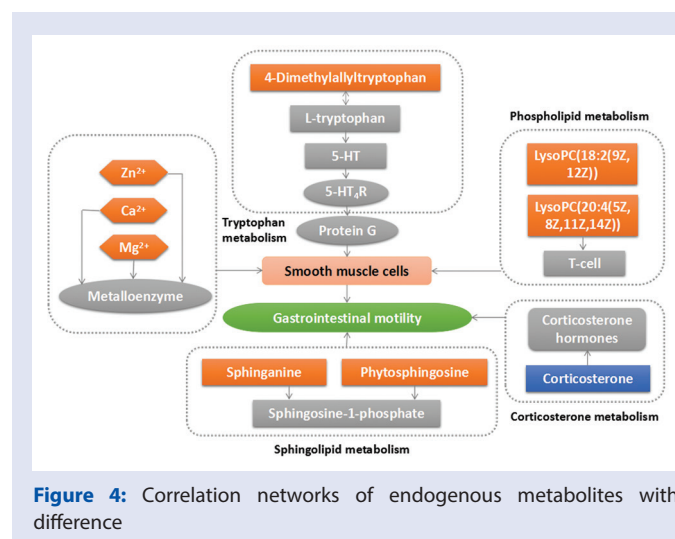 4-Dimethylallyltryptophan
L-tryptophan
5-HT
5-HT₄R
Tryptophan
metabolism
Protein G
Zn²⁺
Ca²⁺
Mg²⁺
Metalloenzyme
Smooth muscle cells
Gastrointestinal motility
Phospholipid metabolism
LysoPC(18:2(9Z,
12Z))
LysoPC(20:4(5Z,
8Z,11Z,14Z))
T-cell
Corticosterone
hormones
Corticosterone
Corticosterone metabolism
Sphinganine
Phytosphingosine
Sphingosine-1-phosphate
Sphingolipid metabolism
Figure 4: Correlation networks of endogenous metabolites with
difference